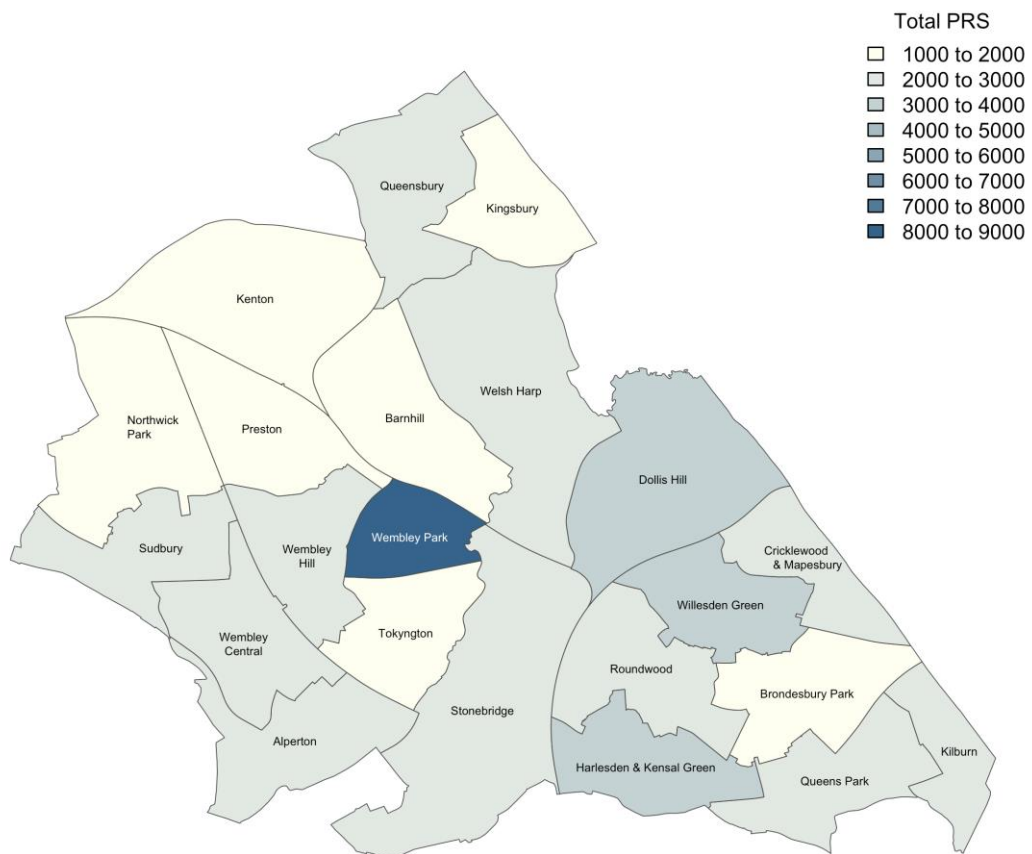 Total PRS
1000 to 2000
2000 to 3000
3000 to 4000
4000 to 5000
5000 to 6000
6000 to 7000
7000 to 8000
8000 to 9000
Queensbury
Kingsbury
Kenton
Welsh Harp
Northwick
Park
Preston
Barnhill
Dollis Hill
Wembley Park
Sudbury
Wembley
Hill
Cricklewood
& Mapesbury
Willesden Green
Tokyngton
Wembley
Central
Roundwood
Brondesbury Park
Stonebridge
Alperton
Kilburn
Harlesden & Kensal Green
Queens Park